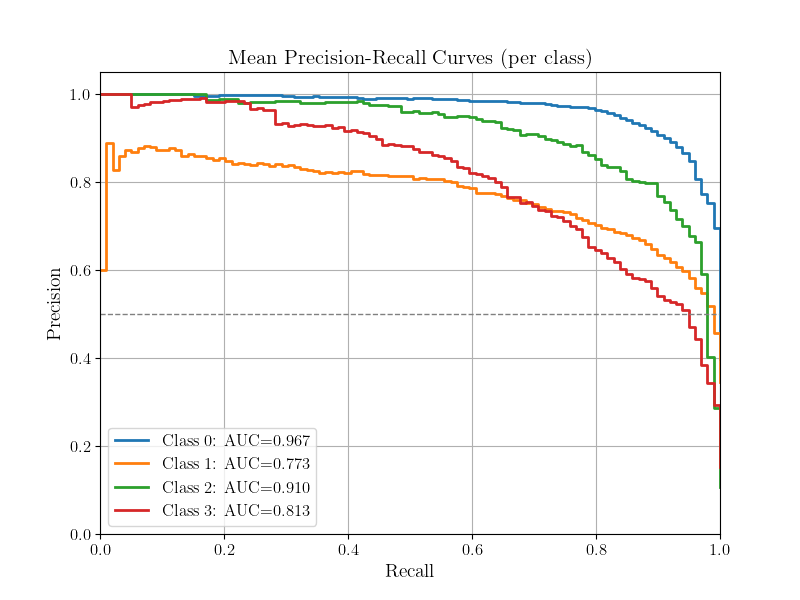 Mean Precision-Recall Curves (per class)
1.0
0.8
0.6
0.4
0.2
0.0
Precision
Class 0: AUC=0.967
Class 1: AUC=0.773
Class 2: AUC=0.910
Class 3: AUC=0.813
0.0 0.2 0.4 0.6 0.8 1.0
Recall